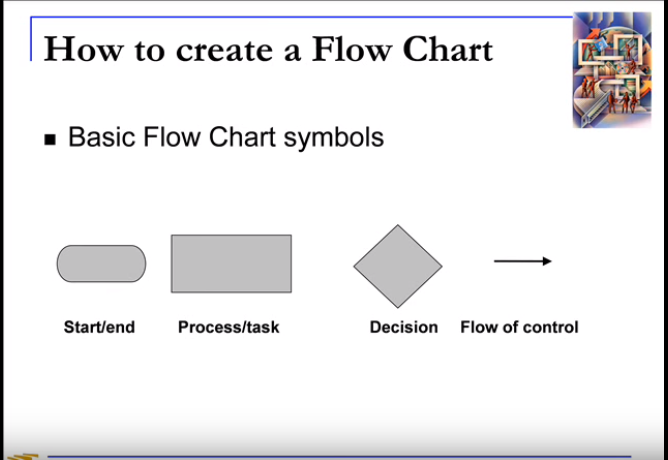 How to create a Flow Chart
Basic Flow Chart symbols
Start/end Process/task Decision Flow of control